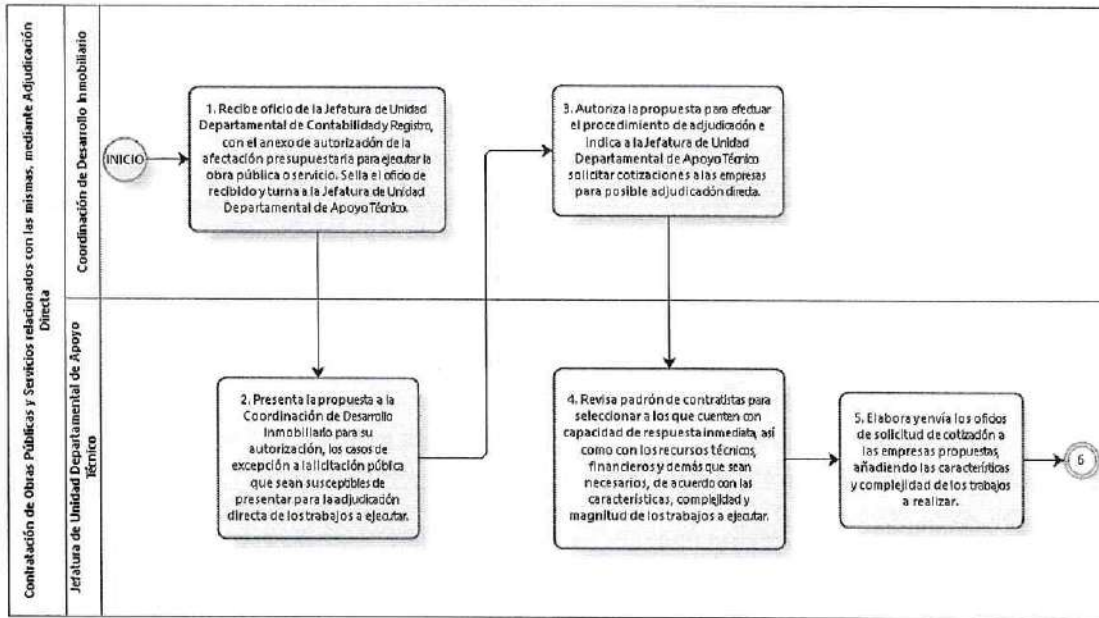 Contratación de Obras Públicas y Servicios relacionados con las mismas, mediante Adjudicación
Directa
Coordinación de Desarrollo Inmobiliario
INICIO
1. Recibe oficio de la Jefatura de Unidad
Departamental de Contabilidad y Registro,
con el anexo de autorización de la
afectación presupuestaria para ejecutar la
obra pública o servicio. Sella el oficio de
recibido y turna a la Jefatura de Unidad
Departamental de Apoyo Técnico.
3. Autoriza la propuesta para efectuar
el procedimiento de adjudicación e
indica a la Jefatura de Unidad
Departamental de Apoyo Técnico
solicitar cotizaciones a las empresas
para posible adjudicación directa.
Jefatura de Unidad Departamental de Apoyo
Técnico
2. Presenta la propuesta a la
Coordinación de Desarrollo
Inmobiliario para su
autorización, los casos de
excepción a la licitación pública
que sean susceptibles de
presentar para la adjudicación
directa de los trabajos a ejecutar.
4. Revisa padrón de contratistas para
seleccionar a los que cuenten con
capacidad de respuesta inmediata, así
como con los recursos técnicos,
financieros y demás que sean
necesarios, de acuerdo con las
características, complejidad y
magnitud de los trabajos a ejecutar.
5. Elabora y envía los oficios
de solicitud de cotización a
las empresas propuestas,
añadiendo las características
y complejidad de los trabajos
a realizar.
6